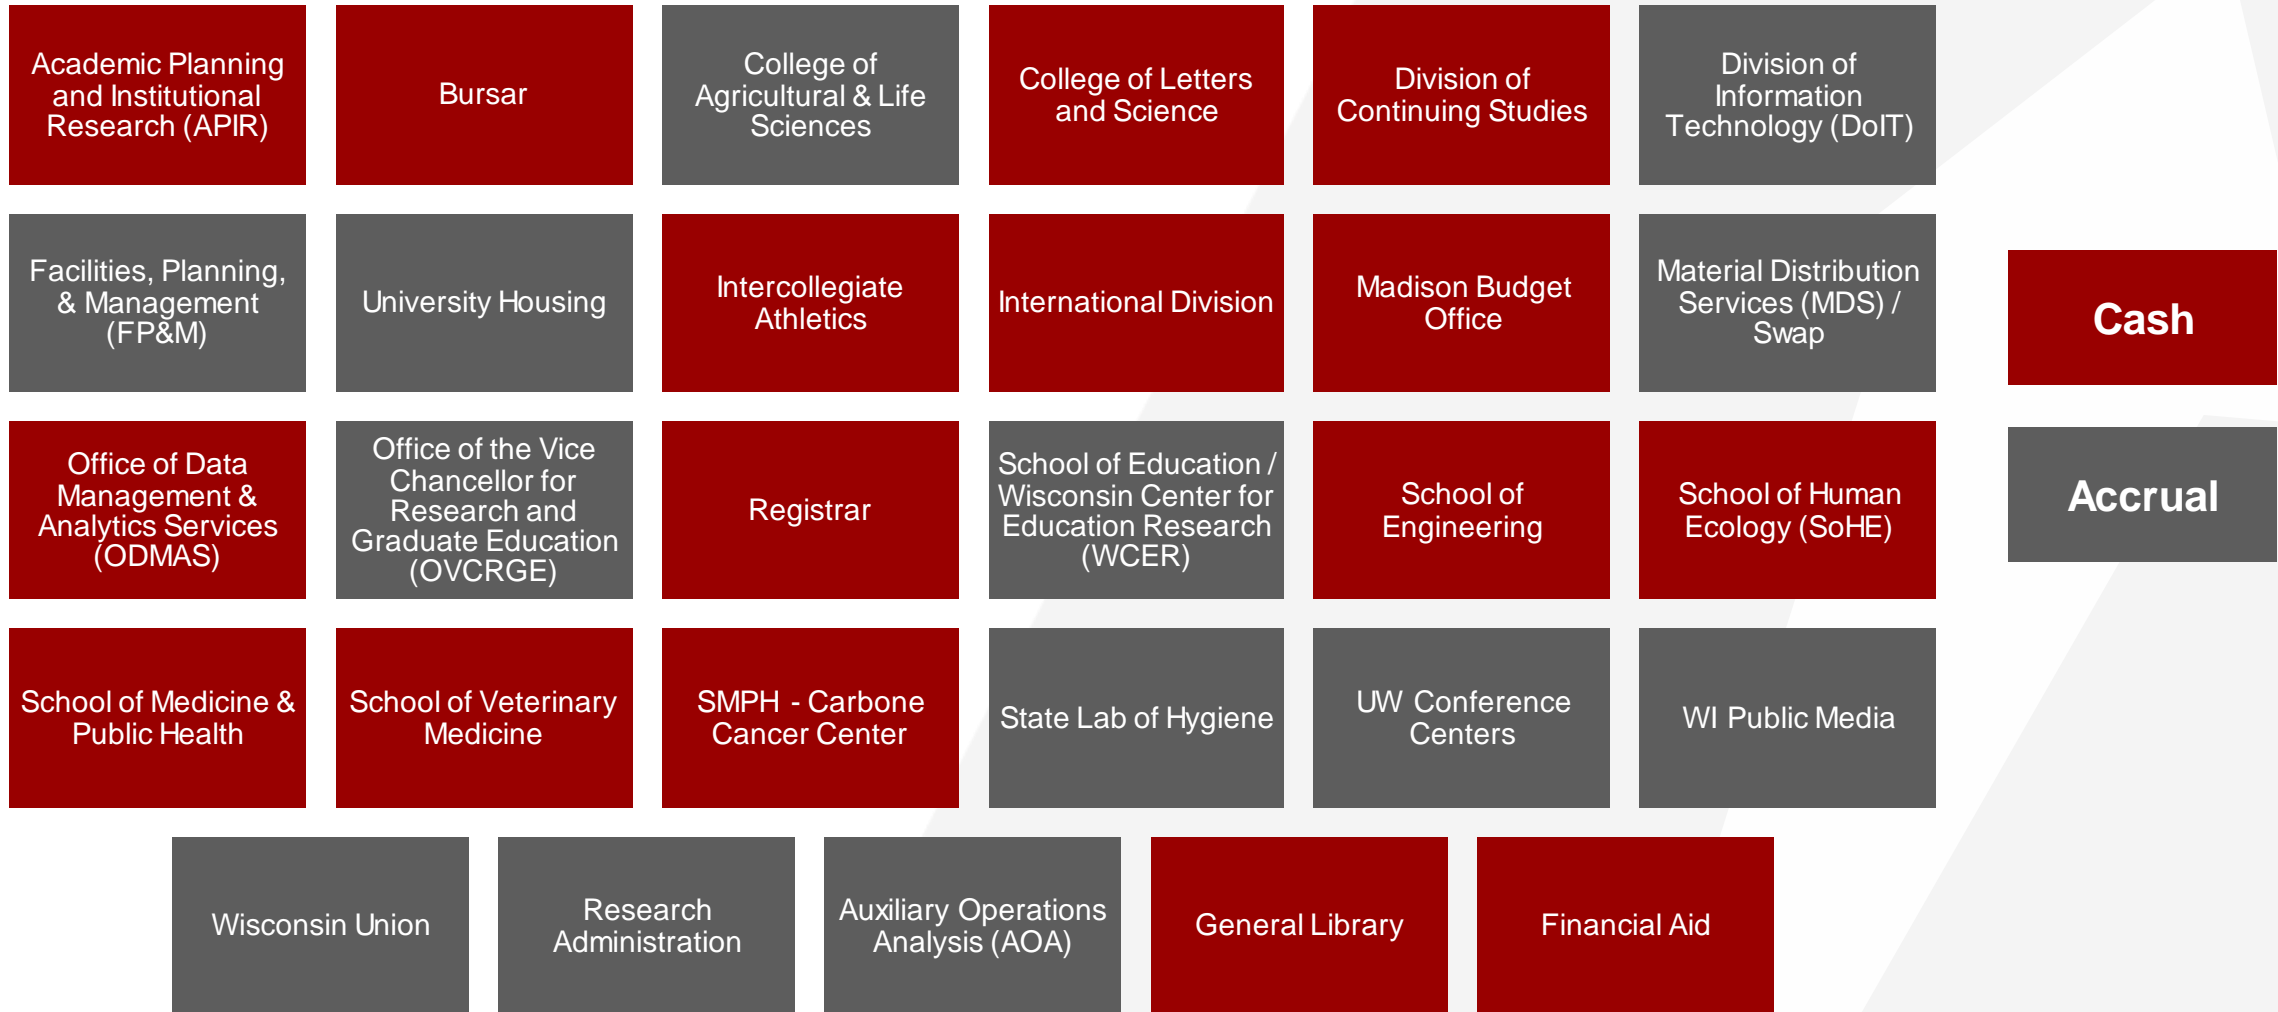 Academic Planning
and Institutional
Research (APIR)
Bursar
College of
Agricultural & Life
Sciences
College of Letters
and Science
Division of
Continuing Studies
Division of
Information
Technology (DoIT)
Facilities, Planning,
& Management
(FP&M)
University Housing
Intercollegiate
Athletics
International Division
Madison Budget
Office
Material Distribution
Services (MDS) /
Swap
Cash
Office of Data
Management &
Analytics Services
(ODMAS)
Office of the Vice
Chancellor for
Research and
Graduate Education
(OVCRGE)
Registrar
School of Education /
Wisconsin Center for
Education Research
(WCER)
School of
Engineering
School of Human
Ecology (SoHE)
Accrual
School of Medicine &
Public Health
School of Veterinary
Medicine
SMPH - Carbone
Cancer Center
State Lab of Hygiene
UW Conference
Centers
WI Public Media
Wisconsin Union
Research
Administration
Auxiliary Operations
Analysis (AOA)
General Library
Financial Aid